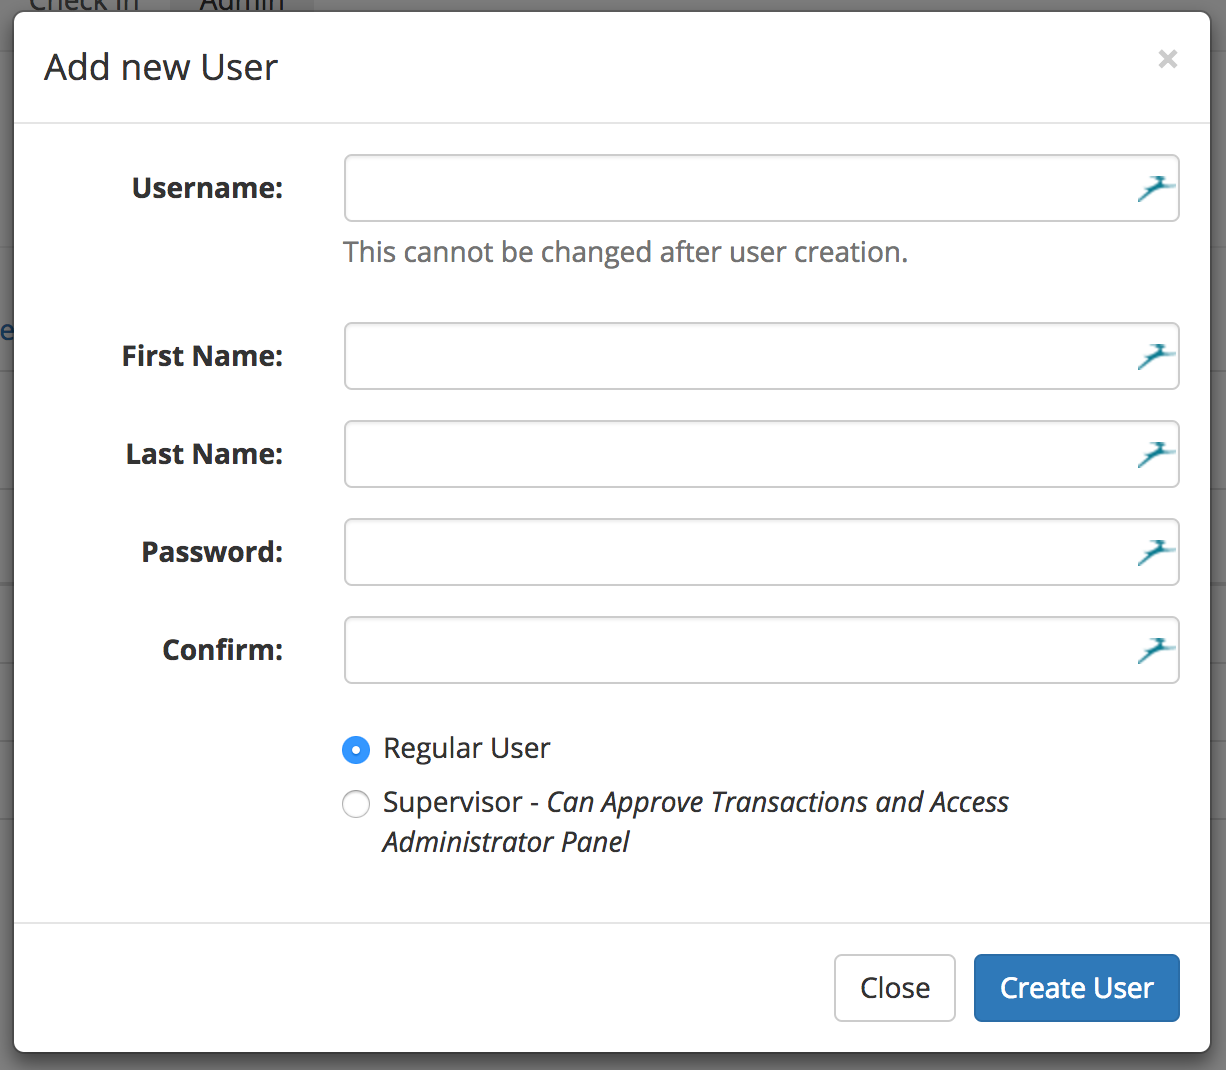 Check In Admin
Add new User
×
Username:
This cannot be changed after user creation.
First Name:
Last Name:
Password:
Confirm:
Regular User
Supervisor - Can Approve Transactions and Access
Administrator Panel
Close Create User